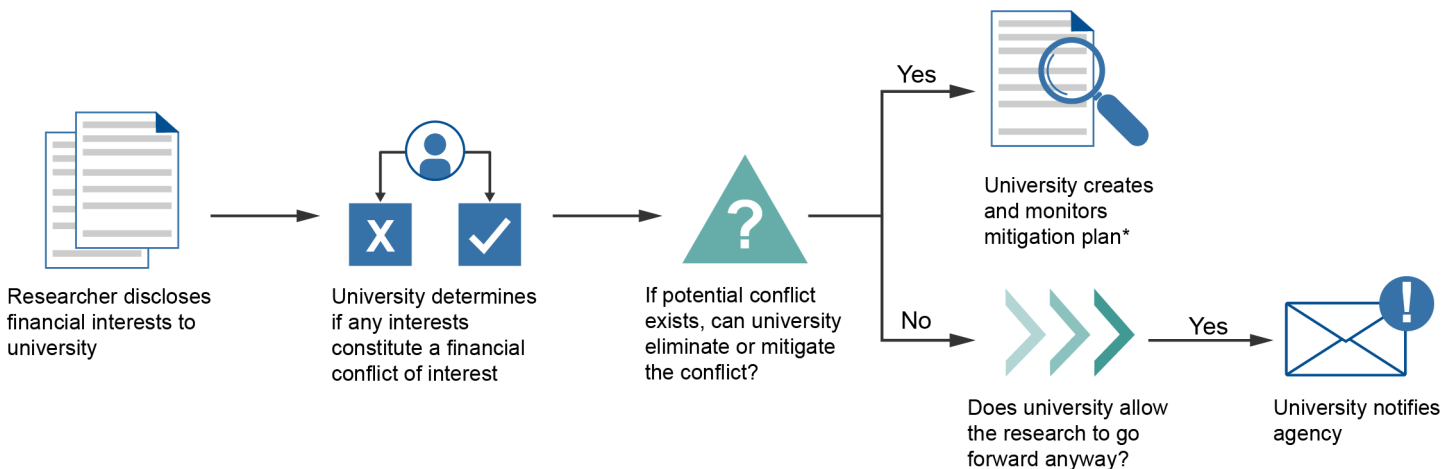 Researcher discloses
financial interests to
university
X
University determines
if any interests
constitute a financial
conflict of interest
?
If potential conflict
exists, can university
eliminate or mitigate
the conflict?
Yes
University creates
and monitors
mitigation plan*
No
Does university allow
the research to go
forward anyway?
Yes
!
University notifies
agency